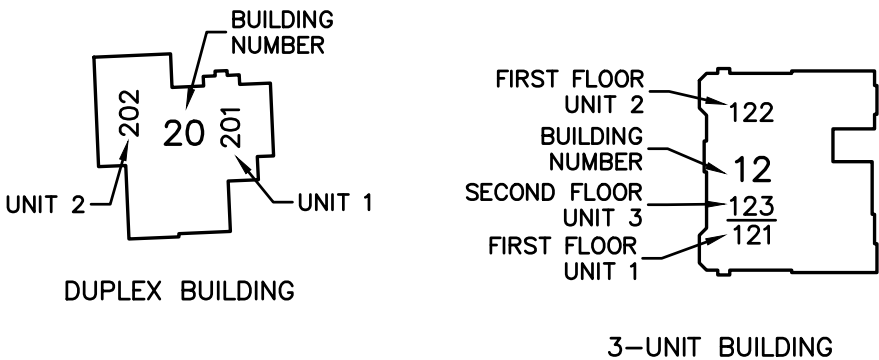 BUILDING
NUMBER
202
20
201
UNIT 2
UNIT 1
DUPLEX BUILDING
FIRST FLOOR
UNIT 2
122
BUILDING
NUMBER
12
SECOND FLOOR
UNIT 3
123
121
FIRST FLOOR
UNIT 1
3-UNIT BUILDING